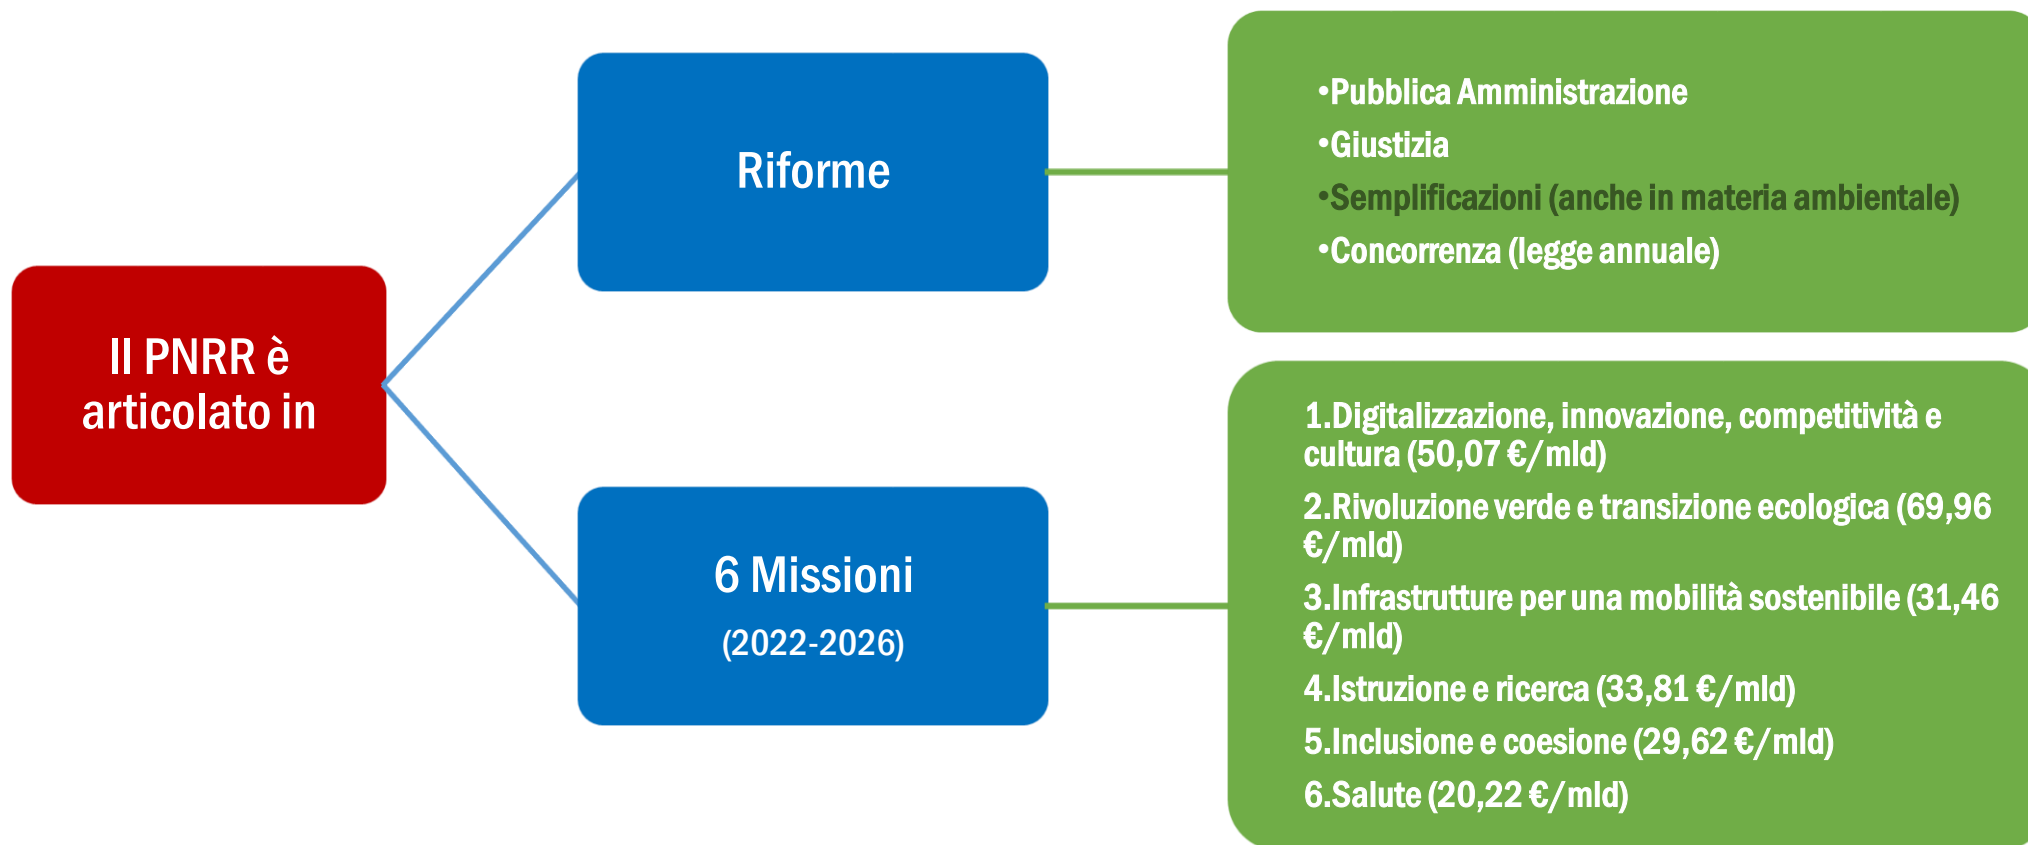 Il PNRR è
articolato in
Riforme
•Pubblica Amministrazione
•Giustizia
•Semplificazioni (anche in materia ambientale)
•Concorrenza (legge annuale)
6 Missioni
(2022-2026)
1.Digitalizzazione, innovazione, competitività e
cultura (50,07 €/mld)
2.Rivoluzione verde e transizione ecologica (69,96
€/mld)
3.Infrastrutture per una mobilità sostenibile (31,46
€/mld)
4.Istruzione e ricerca (33,81 €/mld)
5.Inclusione e coesione (29,62 €/mld)
6.Salute (20,22 €/mld)